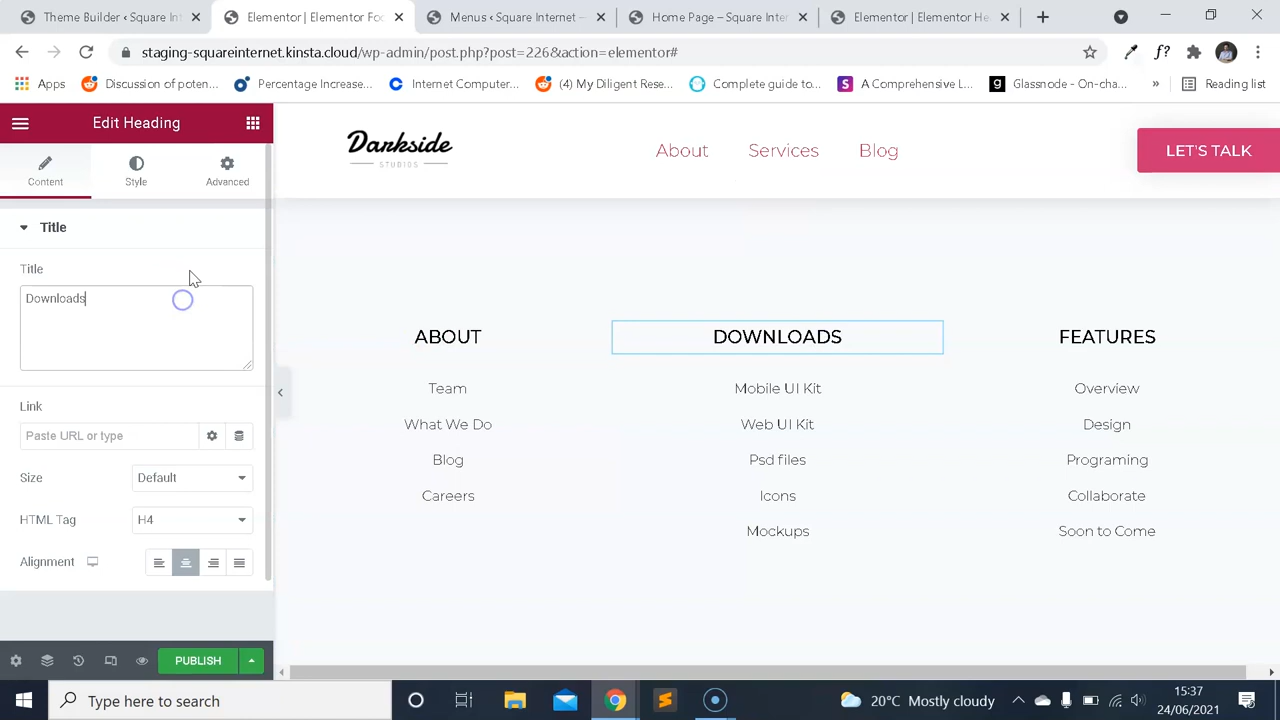 Theme Builder ‹ Square Int
Elementor | Elementor Foo
Menus ‹ Square Internet —
Home Page – Square Inter
Elementor | Elementor He
staging-squareinternet.kinsta.cloud/wp-admin/post.php?post=226&action=elementor#
f?
Apps
Discussion of poten...
Percentage Increase...
Internet Computer...
(4) My Diligent Rese...
Complete guide to...
A Comprehensive L...
Glassnode - On-cha...
»
Reading list
Edit Heading
Content
Style
Advanced
Title
Title
Downloads
Link
Paste URL or type
Size
Default
HTML Tag
H4
Alignment
PUBLISH
Darkside
STUDIOS
About
Services
Blog
LET'S TALK
ABOUT
Team
What We Do
Blog
Careers
DOWNLOADS
Mobile UI Kit
Web UI Kit
Psd files
Icons
Mockups
FEATURES
Overview
Design
Programing
Collaborate
Soon to Come
Type here to search
20°C Mostly cloudy
15:37
24/06/2021